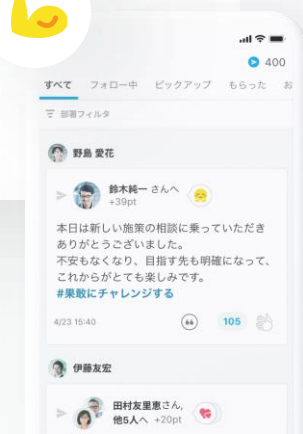 400
すべて フォロー中 ピックアップ もらった お
部署フィルタ
野島 愛花
鈴木純一 さんへ
+39pt
本日は新しい施策の相談に乗っていただき
ありがとうございました。
不安もなくなり、目指す先も明確になって、
これからがとても楽しみです。
#果敢にチャレンジする
4/23 15:40 105
伊藤友宏
田村友里恵さん,
他5人へ +20pt